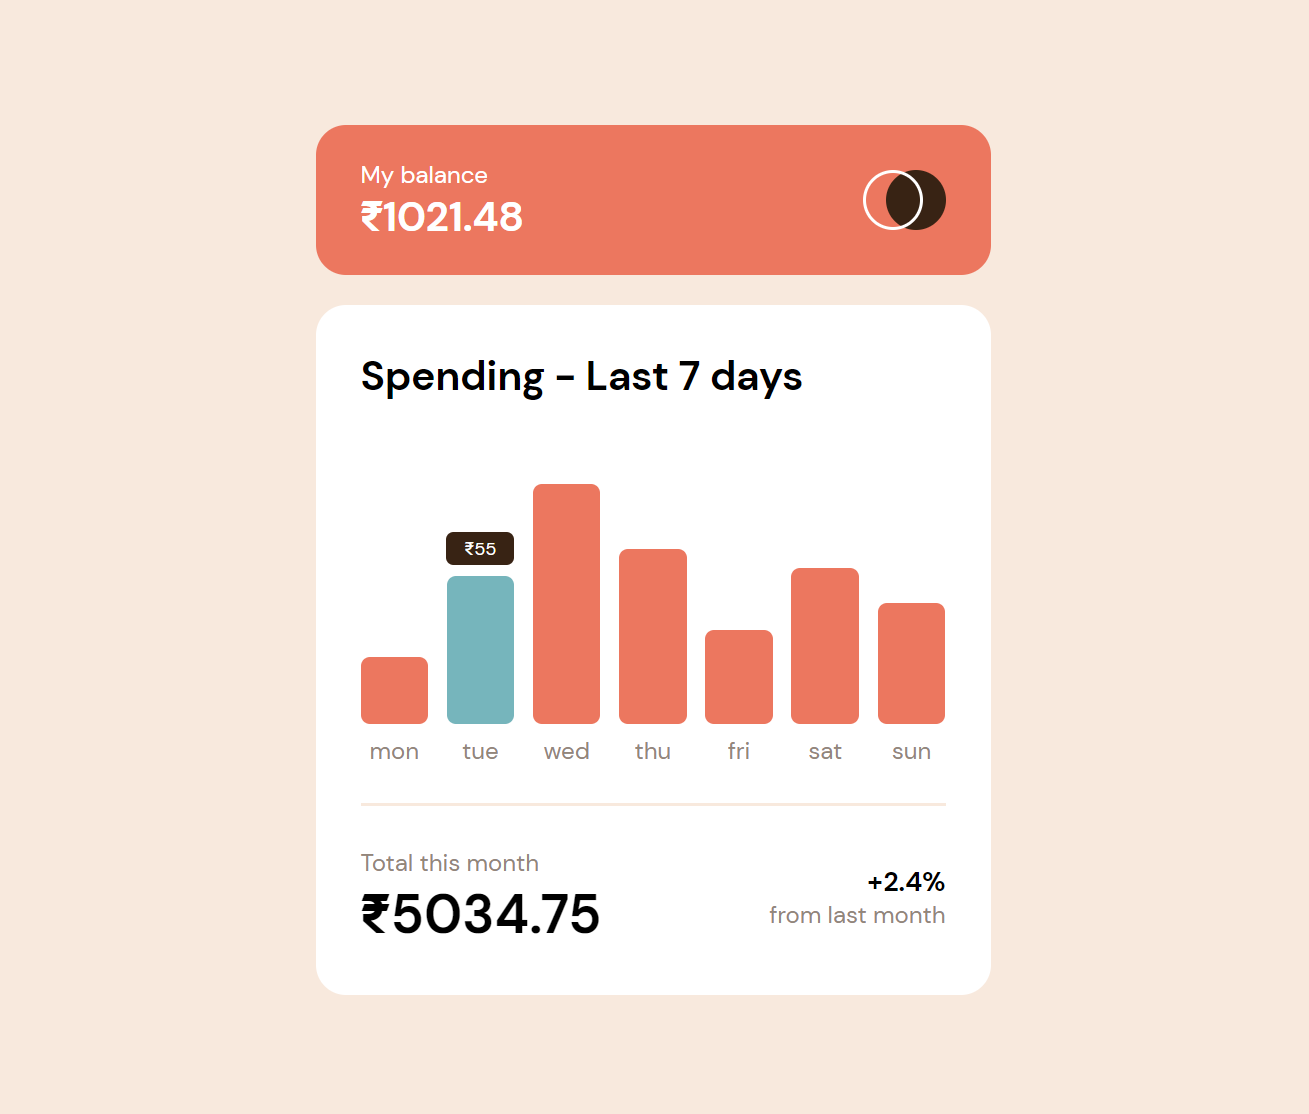 My balance
₹1021.48
Spending - Last 7 days
₹55
mon tue wed thu fri sat sun
Total this month
₹5034.75
+2.4%
from last month